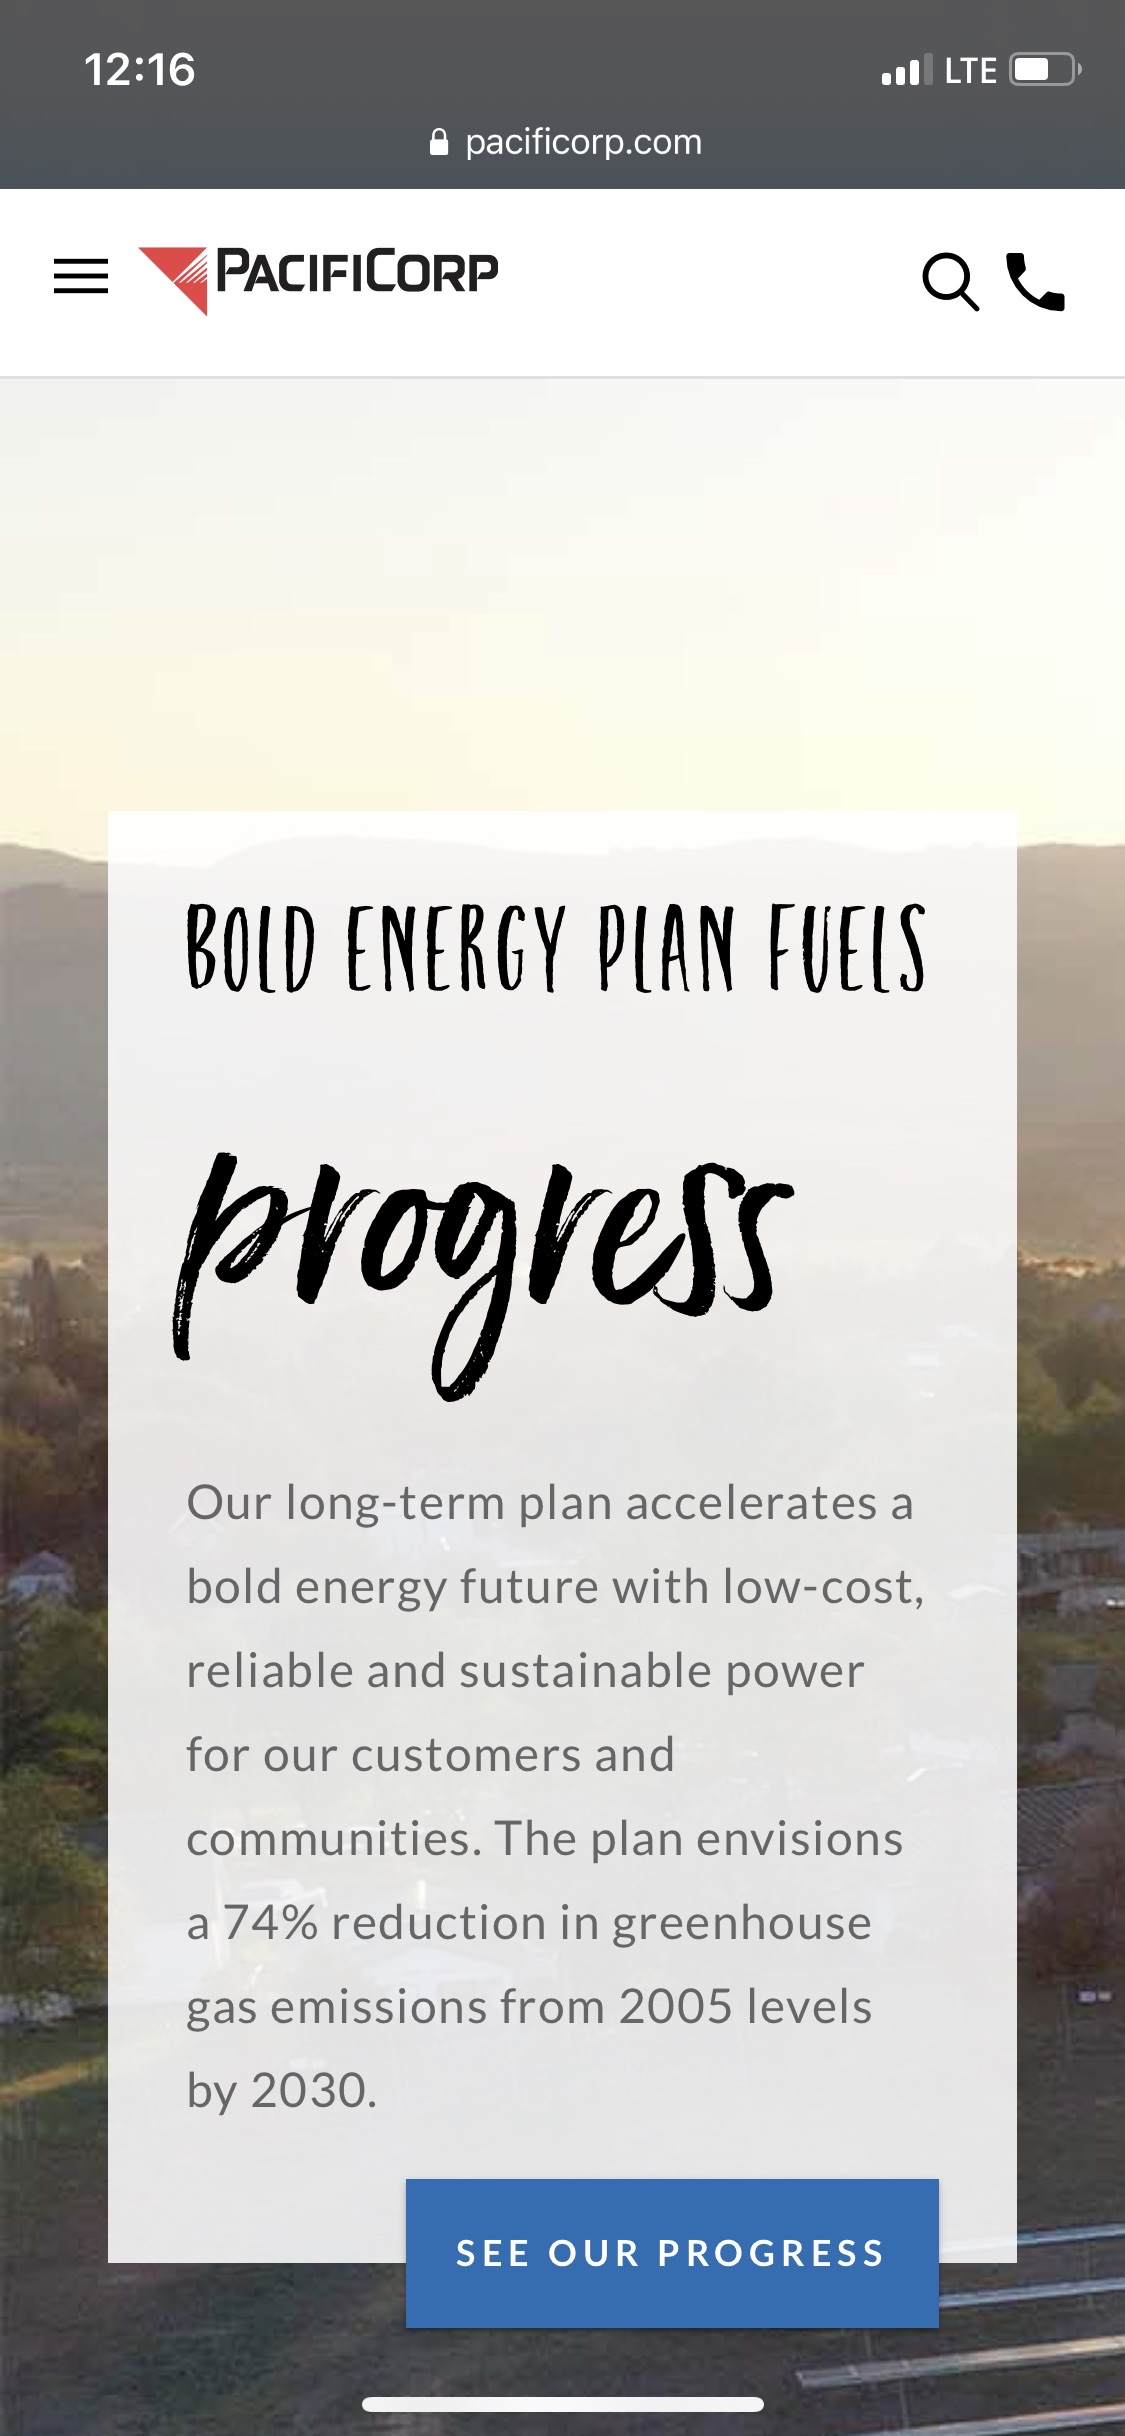 12:16
LTE
pacificorp.com
PACIFICORP
BOLD ENERGY PLAN FUELS
progress
Our long-term plan accelerates a
bold energy future with low-cost,
reliable and sustainable power
for our customers and
communities. The plan envisions
a 74% reduction in greenhouse
gas emissions from 2005 levels
by 2030.
SEE OUR PROGRESS